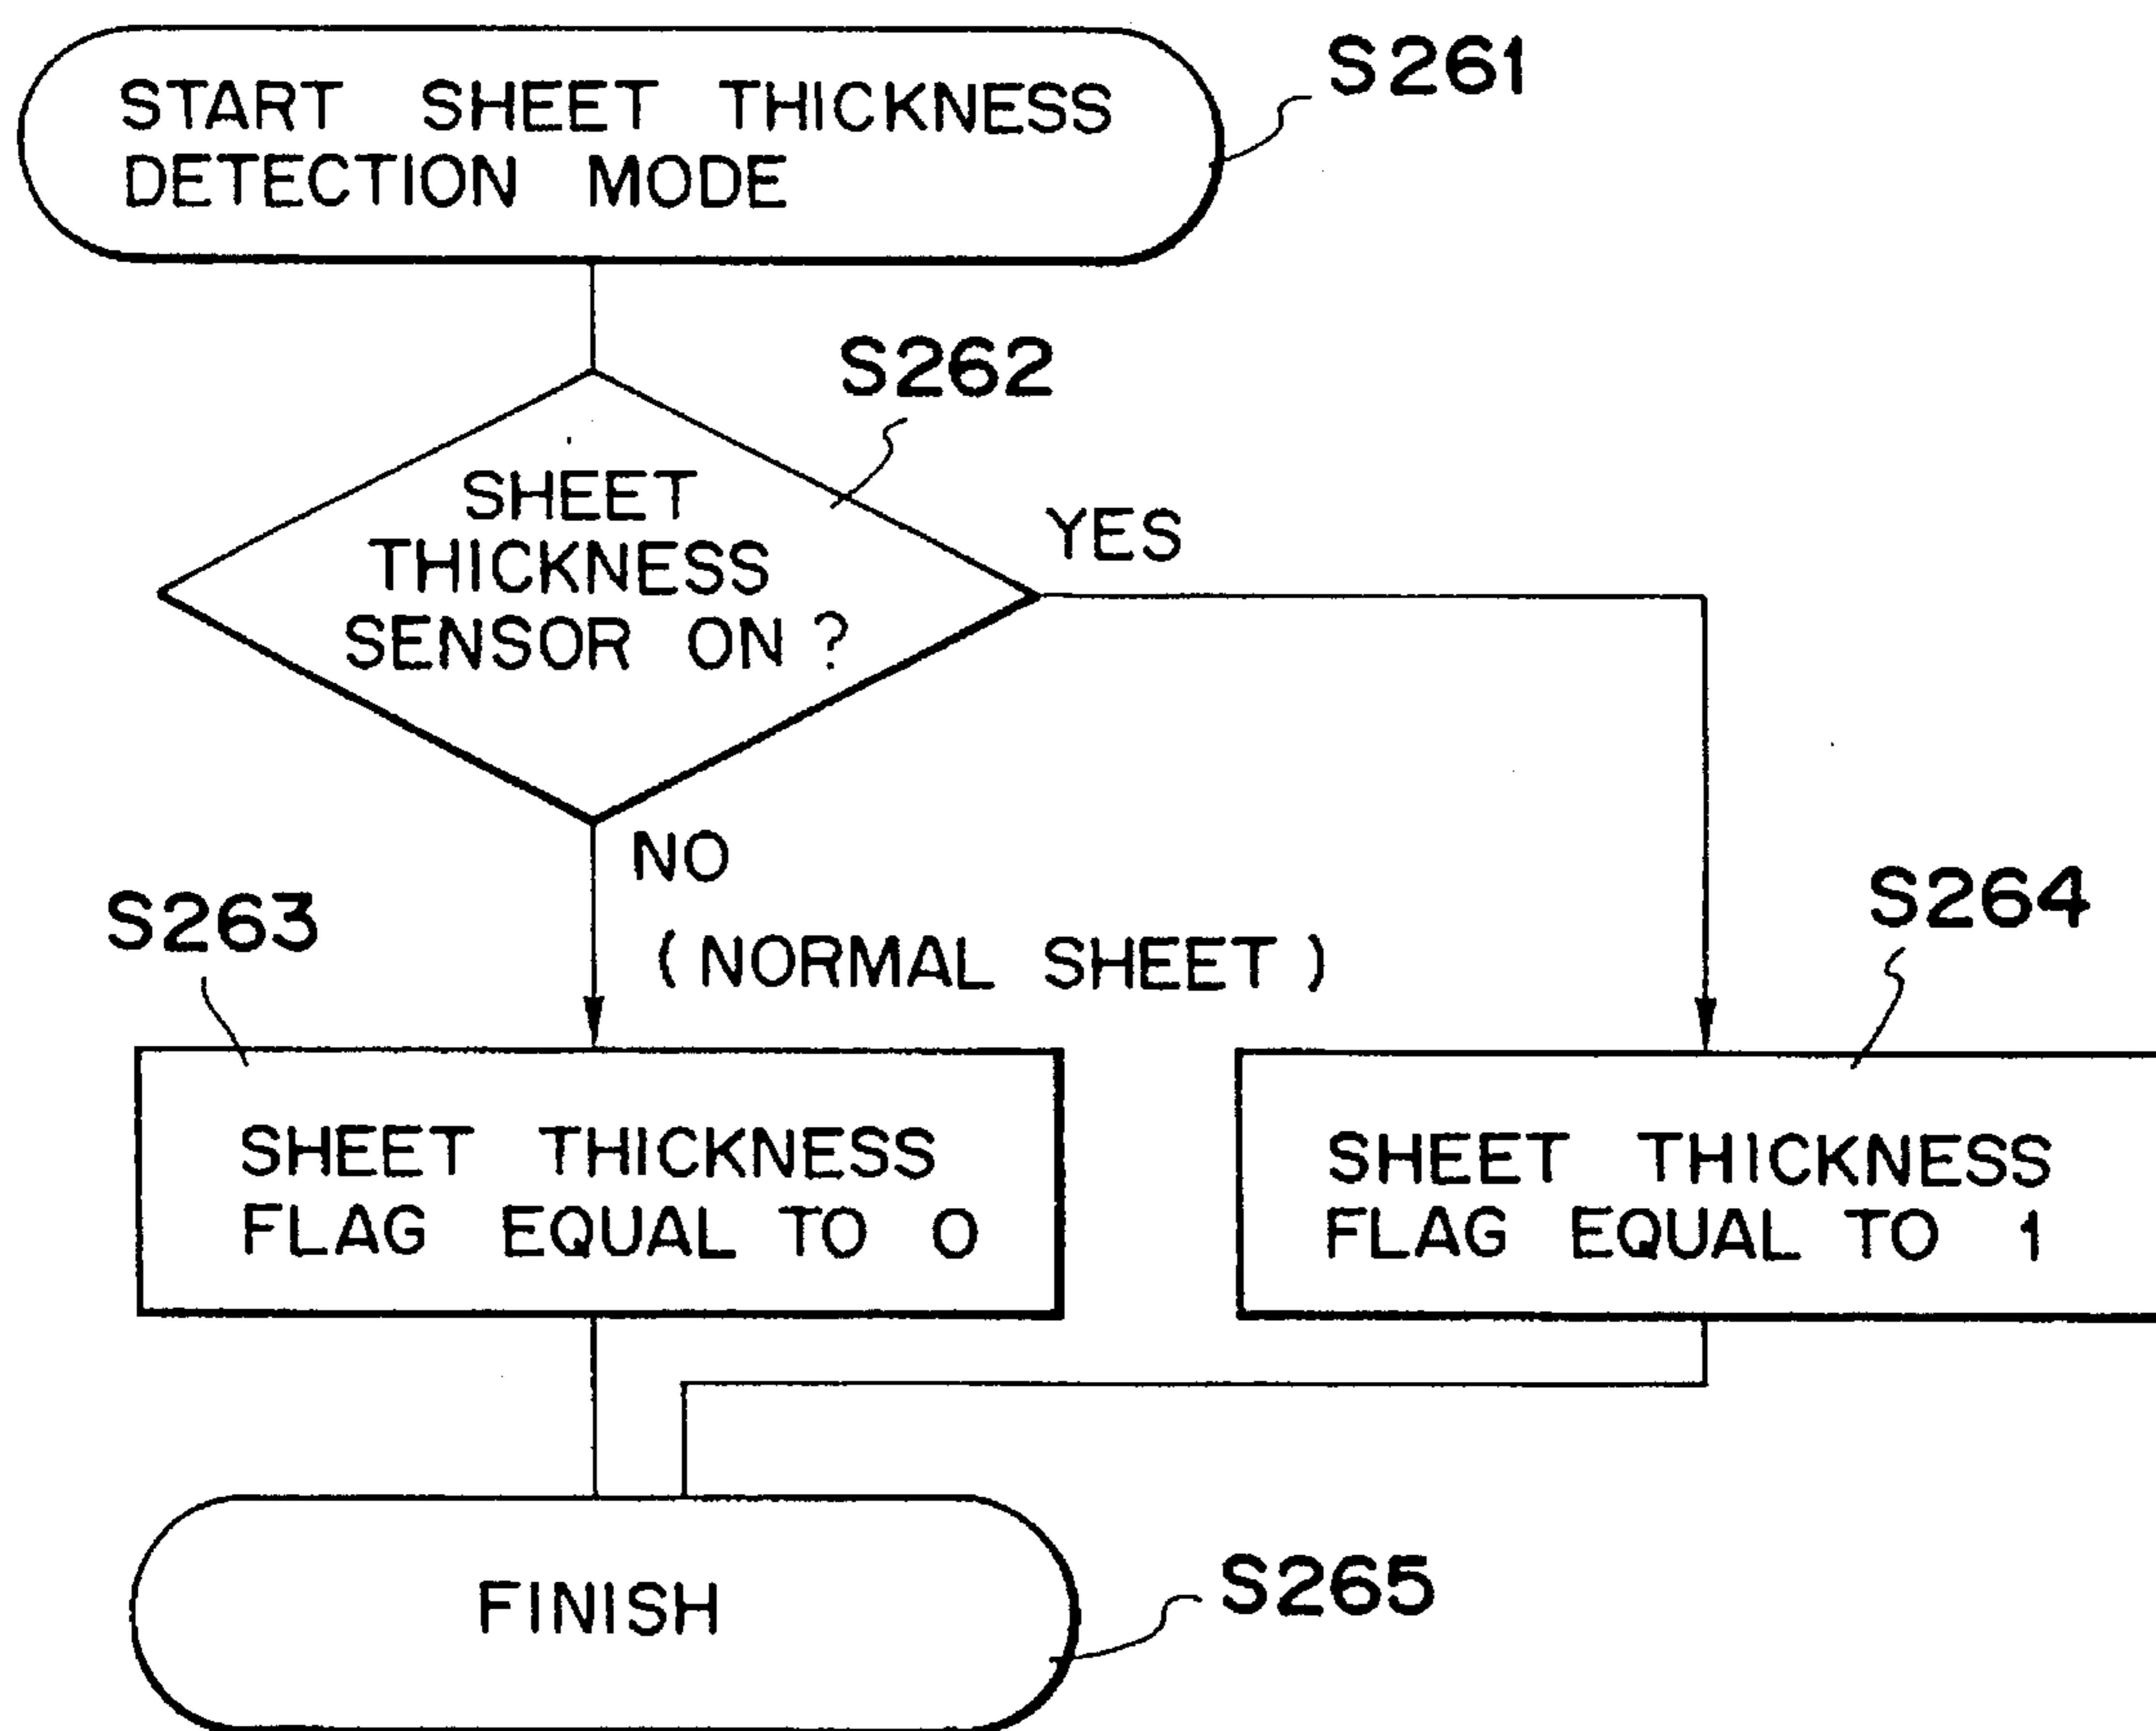 START SHEET THICKNESS
DETECTION MODE
S261
S262
SHEET
THICKNESS
SENSOR ON ?
YES
NO
(NORMAL SHEET)
S263
S264
SHEET THICKNESS
FLAG EQUAL TO 0
SHEET THICKNESS
FLAG EQUAL TO 1
FINISH
S265